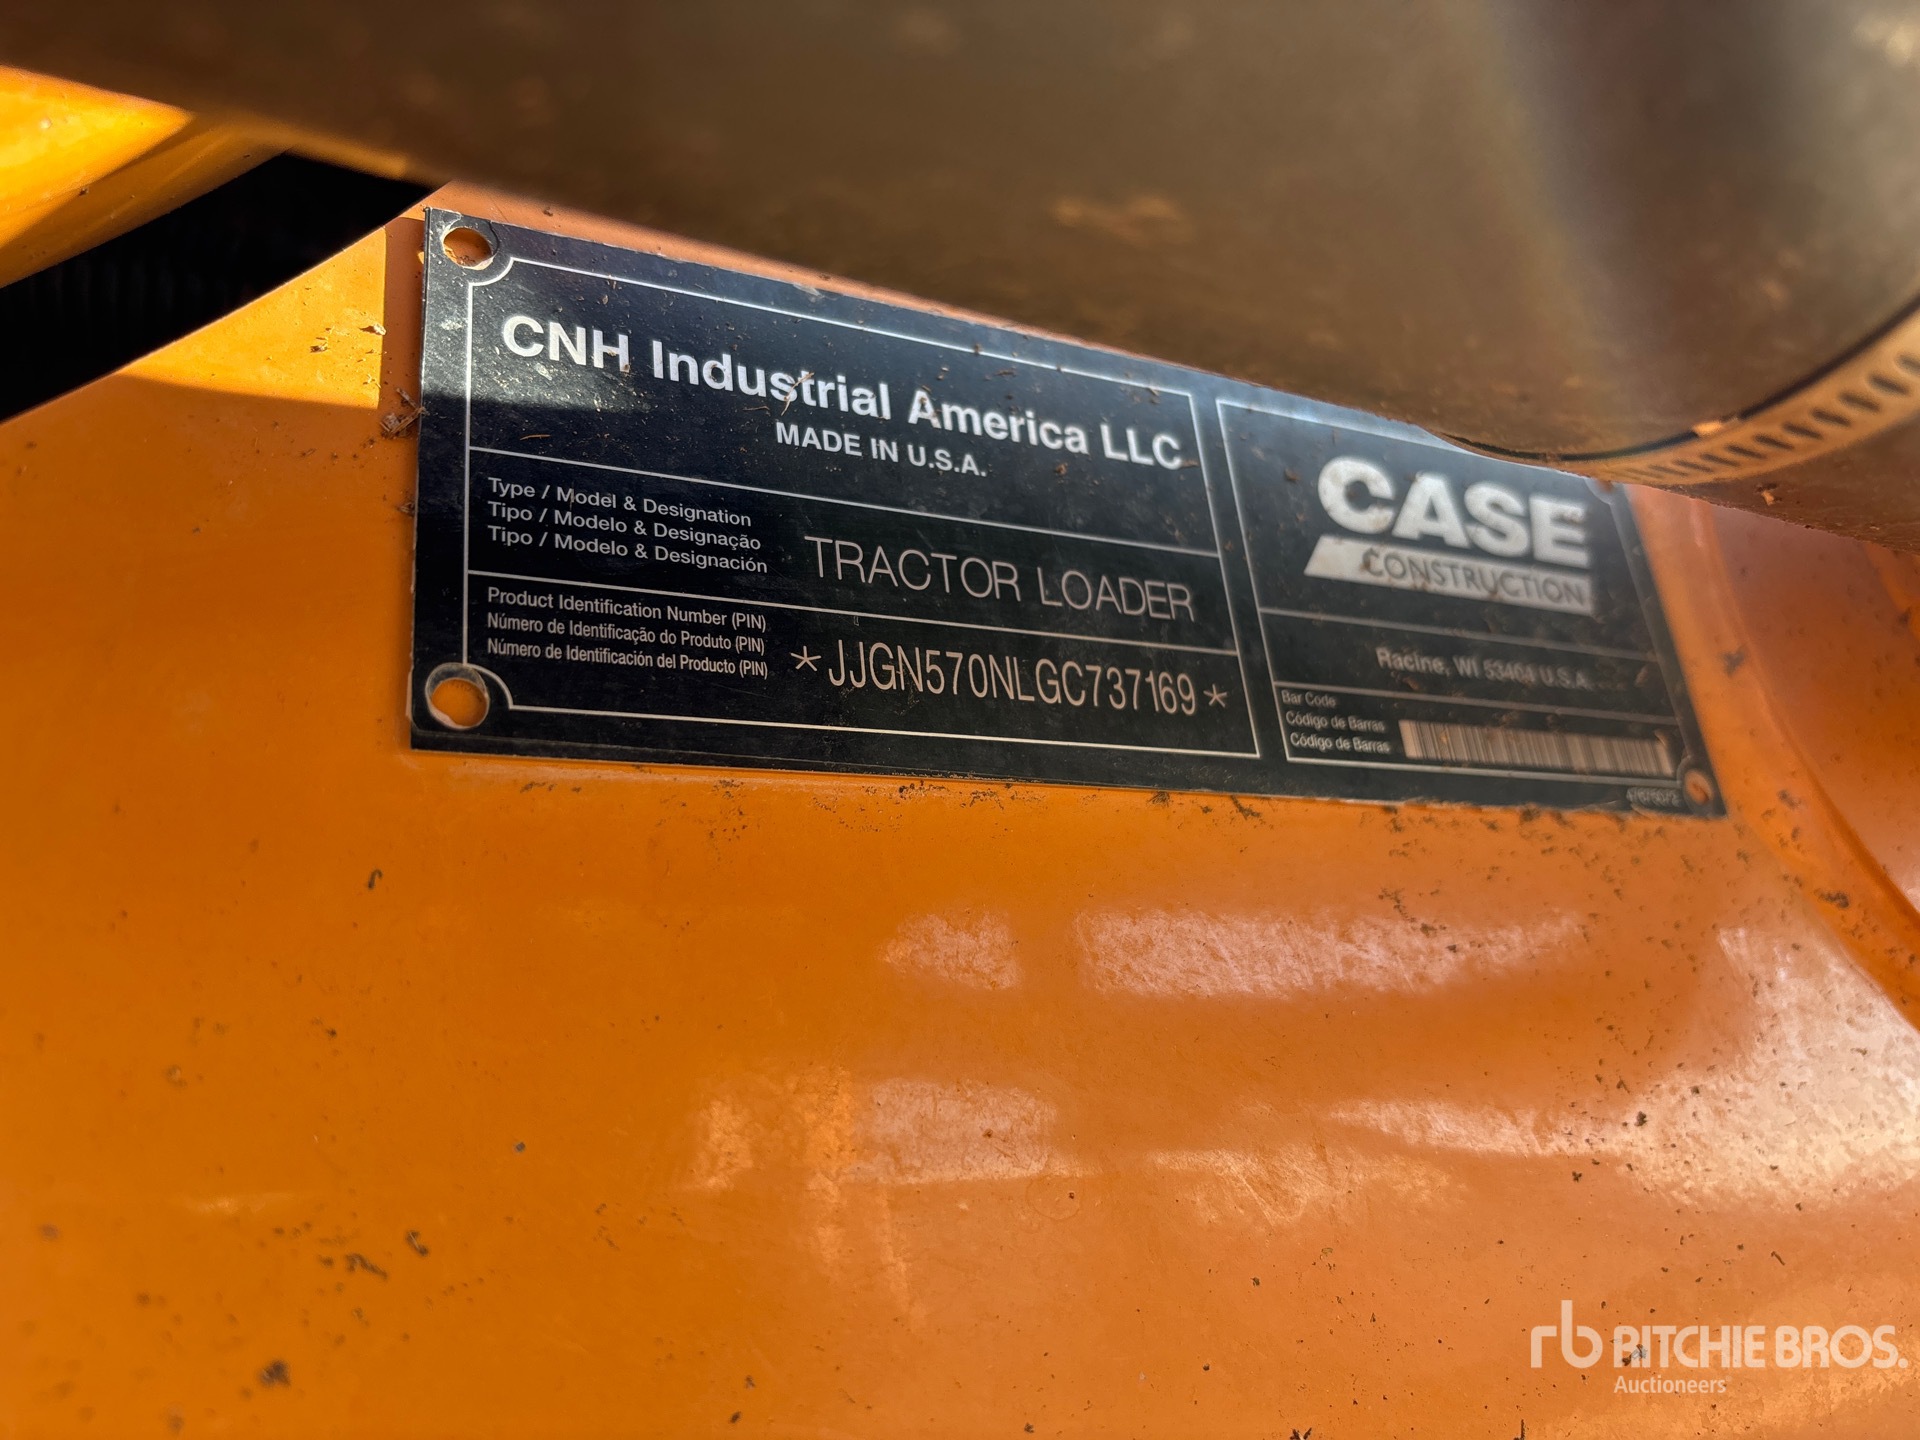 CNH Industrial America LLC
MADE IN U.S.A.
Type / Model & Designation
Tipo / Modelo & Designação
Tipo / Modelo & Designación
TRACTOR LOADER
Product Identification Number (PIN)
Número de Identificação do Produto (PIN)
Número de Identificación del Producto (PIN)
*JJGN570NLGC737169*
CASE
CONSTRUCTION
Racine, WI 53404 U.S.A.
Bar Code
Código de Barras
Código de Barras
rb RITCHIE BROS.
Auctioneers